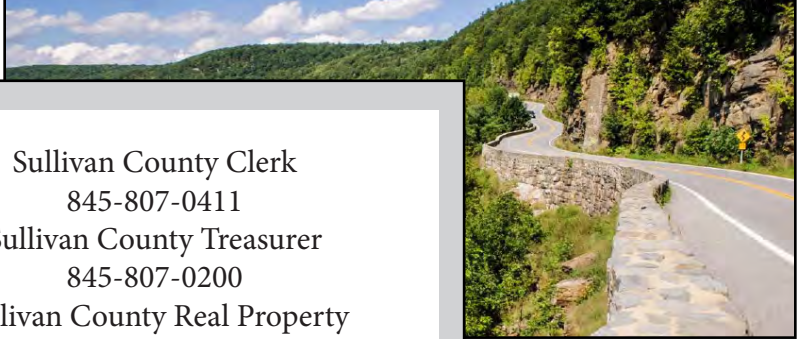 Sullivan County Clerk
845-807-0411
ullivan County Treasurer
845-807-0200
livan County Real Property